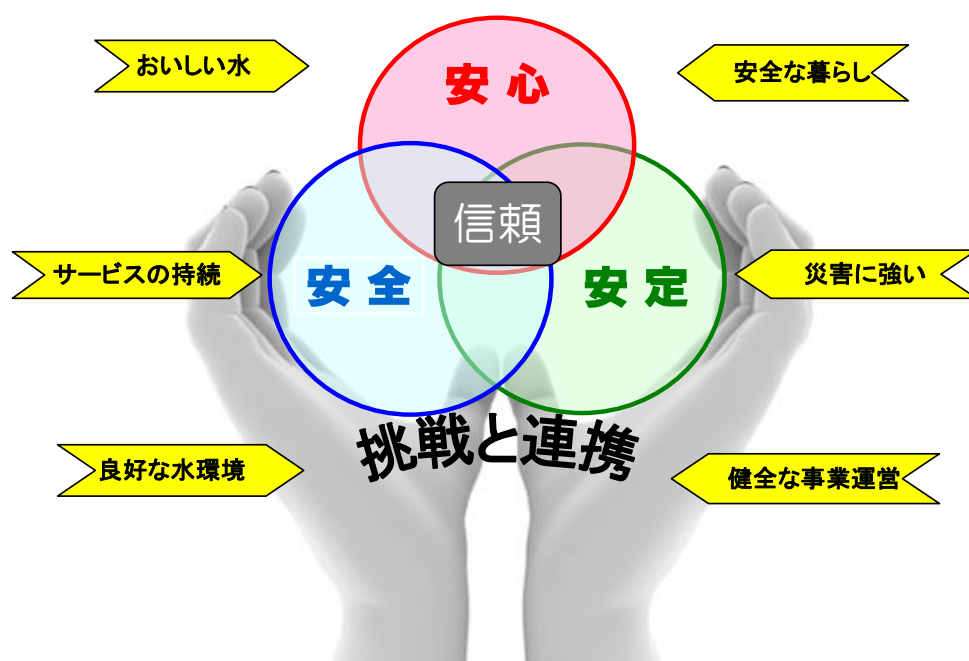 おいしい水
安心
安全な暮らし
信頼
サービスの持続
安全
安定
災害に強い
挑戦と連携
良好な水環境
健全な事業運営